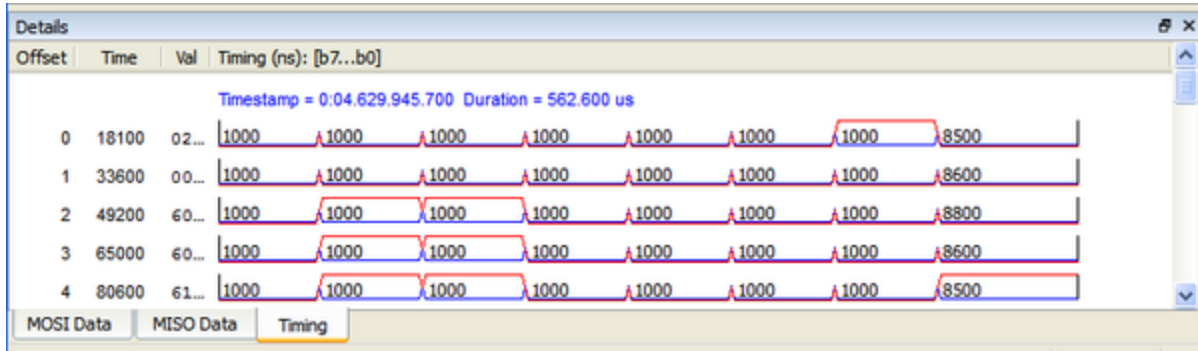 Details
Offset Time Val Timing (ns): [b7...b0]
Timestamp = 0:04.629.945.700 Duration = 562.600 us
0 18100 02... 1000 1000 1000 1000 1000 1000 1000 8500
1 33600 00... 1000 1000 1000 1000 1000 1000 1000 8600
2 49200 60... 1000 1000 1000 1000 1000 1000 1000 8800
3 65000 60... 1000 1000 1000 1000 1000 1000 1000 8600
4 80600 61... 1000 1000 1000 1000 1000 1000 1000 8500
MOSI Data MISO Data Timing